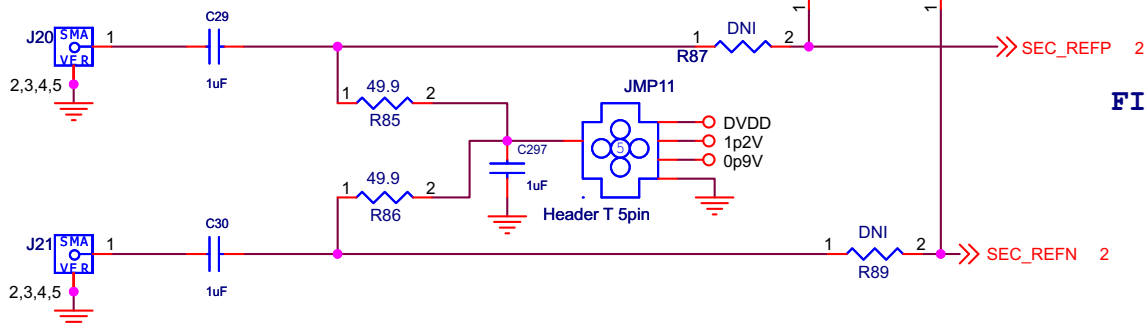 C29
1 1
J20 SMA VER 1
1 DNI 2
SEC_REFP 2
R87
1uF
2,3,4,5
JMP11
FI
49.9
1 2
R85
DVDD
C297
5
1p2V
0p9V
49.9
1 2
1uF
R86
Header T 5pin
C30
J21 SMA VER 1
DNI
1 2
SEC_REFN 2
R89
1uF
2,3,4,5